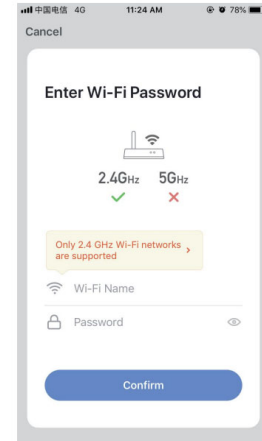 中国电信 4G 11:24 AM 78%
Cancel
Enter Wi-Fi Password
2.4GHz 5GHz
Only 2.4 GHz Wi-Fi networks
are supported
Wi-Fi Name
Password
Confirm